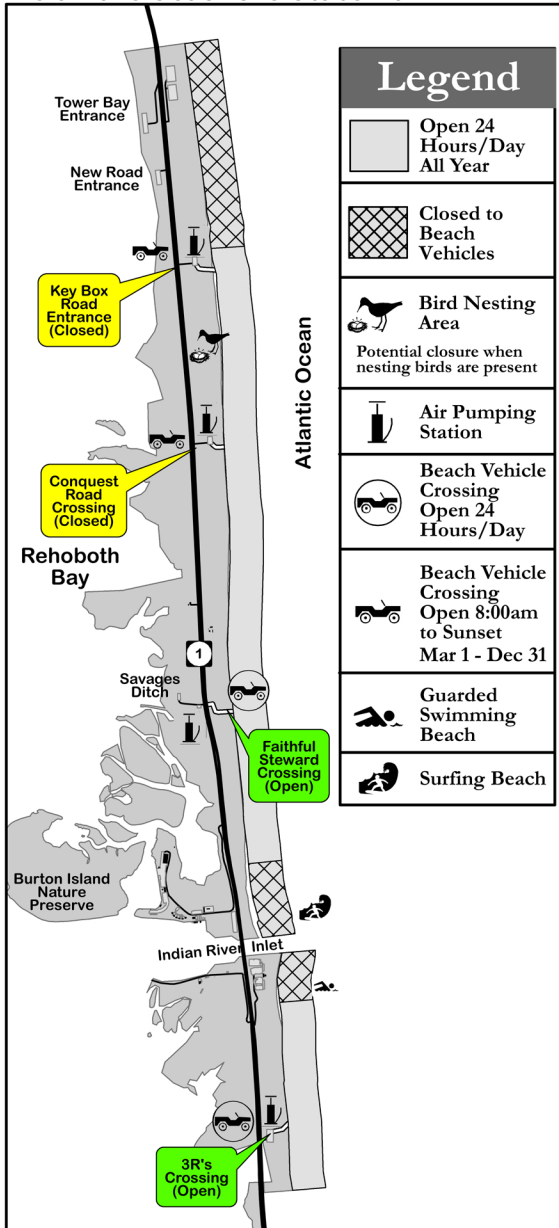 Tower Bay
Entrance
New Road
Entrance
Key Box
Road
Entrance
(Closed)
Conquest
Road
Crossing
(Closed)
Rehoboth
Bay
Atlantic Ocean
1
Savages
Ditch
Faithful
Steward
Crossing
(Open)
Burton Island
Nature
Preserve
Indian River Inlet
3R's
Crossing
(Open)
Legend
Open 24
Hours/Day
All Year
Closed to
Beach
Vehicles
Bird Nesting
Area
Potential closure when
nesting birds are present
Air Pumping
Station
Beach Vehicle
Crossing
Open 24
Hours/Day
Beach Vehicle
Crossing
Open 8:00am
to Sunset
Mar 1 - Dec 31
Guarded
Swimming
Beach
Surfing Beach